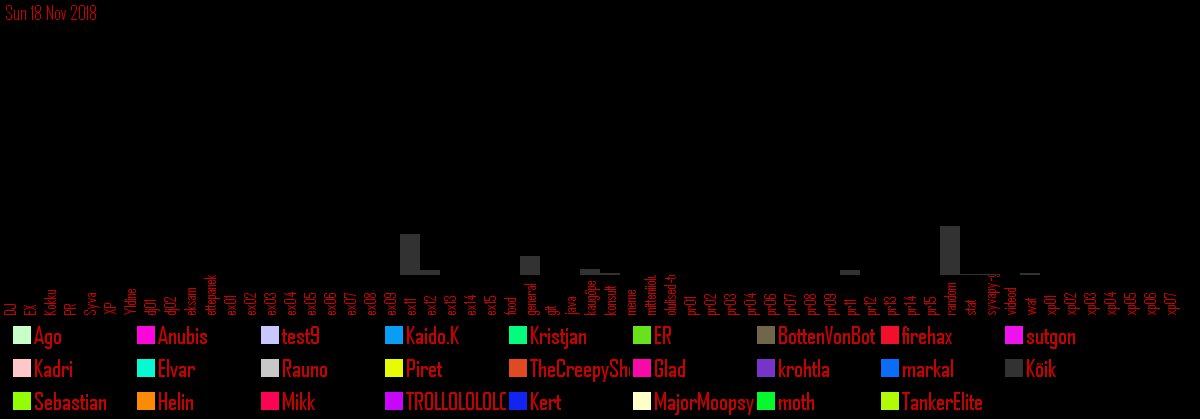 Sun 18 Nov 2018
DJ EX Kokku PR Syva XP Yldine dj01 dj02 eksam ettepanek ex01 ex02 ex03 ex04 ex05 ex06 ex07 ex08 ex09 ex11 ex12 ex13 ex14 ex15 food general git java kaugõpe konsult meme mitteniloli olulised-h pr01 pr02 pr03 pr04 pr06 pr07 pr08 pr09 pr11 pr12 pr13 pr14 pr15 random stat syvapy-g videod wat xp01 xp02 xp03 xp04 xp05 xp06 xp07
Ago Anubis test9 Kaido.K Kristjan ER BottenVonBot firehax sutgon
Kadri Elvar Rauno Piret TheCreepySh Glad krohtla markal Kõik
Sebastian Helin Mikk TROLLOLOLOLO Kert MajorMoopsy moth TankerElite